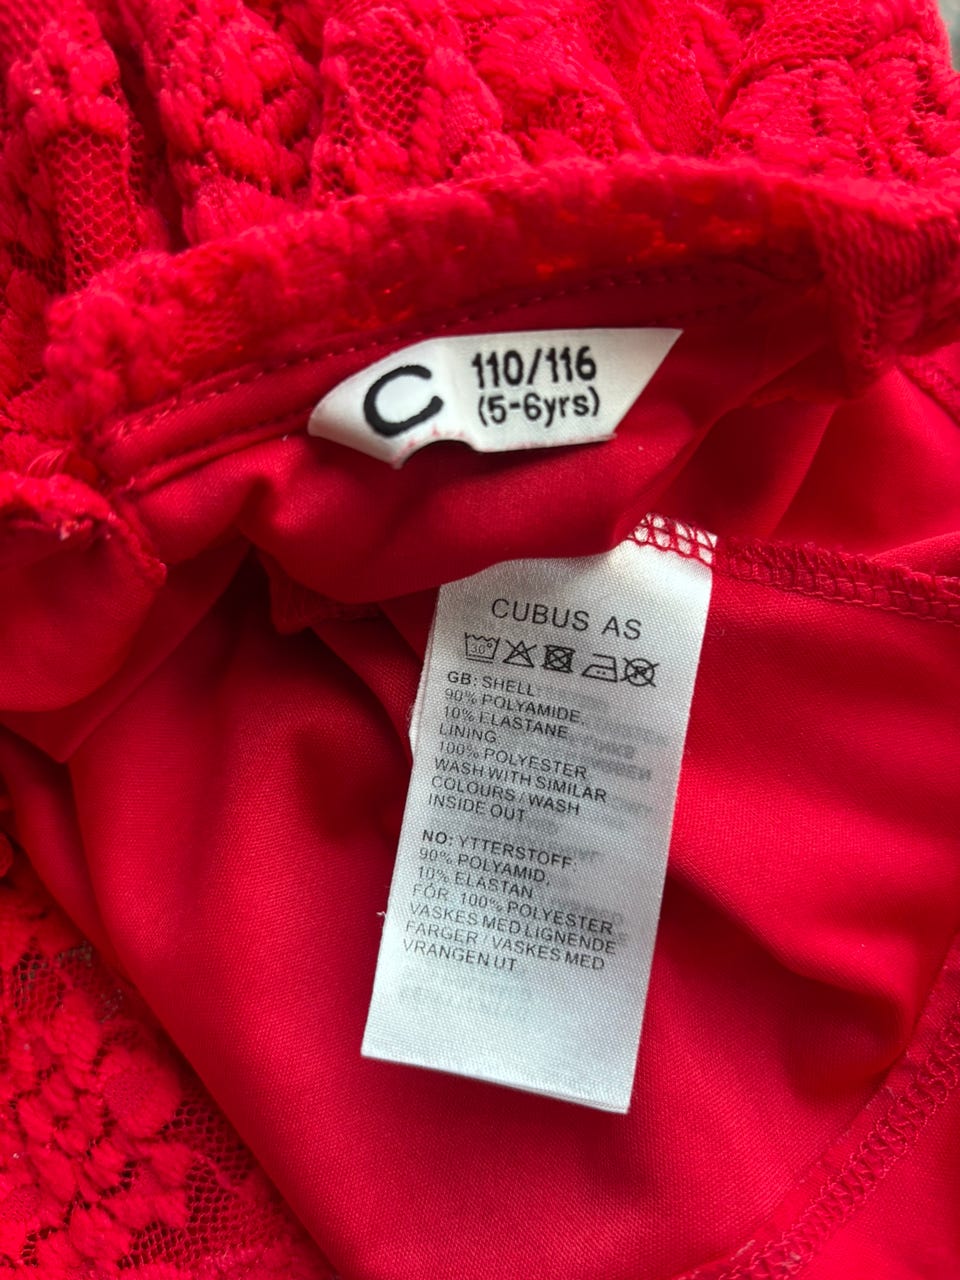 C
110/116
(5-6yrs)
CUBUS AS
30°
GB: SHELL:
90% POLYAMIDE,
10% ELASTANE
LINING
100% POLYESTER
WASH WITH SIMILAR
COLOURS / WASH
INSIDE OUT
NO: YTTERSTOFF:
90% POLYAMID,
10% ELASTAN
FÓR: 100% POLYESTER
VASKES MED LIGNENDE
FARGER / VASKES MED
VRANGEN UT